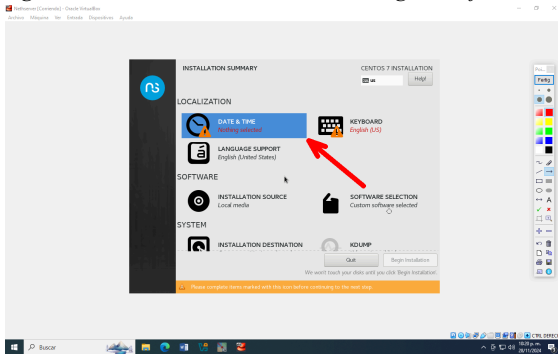 Nethserver (Corriendo) - Oracle VirtualBox
Archivo Máquina Ver Entrada Dispositivos Ayuda
INSTALLATION SUMMARY
CENTOS 7 INSTALLATION
us
Help!
LOCALIZATION
DATE & TIME
Nothing selected
KEYBOARD
English (US)
LANGUAGE SUPPORT
English (United States)
SOFTWARE
INSTALLATION SOURCE
Local media
SOFTWARE SELECTION
Custom software selected
SYSTEM
INSTALLATION DESTINATION
KDUMP
Quit
Begin Installation
We won't touch your disks until you click 'Begin Installation'.
Please complete items marked with this icon before continuing to the next step.
Fertig
CTRL DERECHO
Buscar
10:20 p. m.
28/11/2024